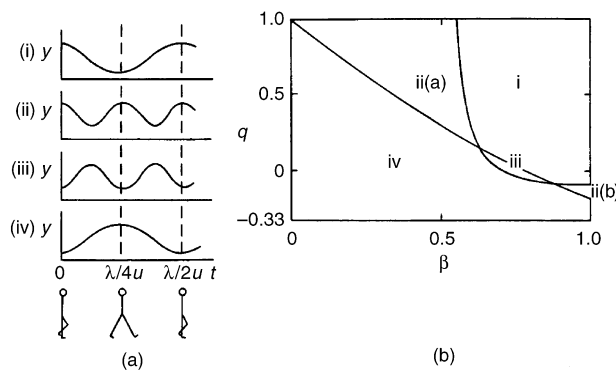 (i) y
(ii) y
(iii) y
(iv) y
0 λ/4u λ/2u t
(a)
1.0
0.5
q
0
−0.33
ii(a)
i
iv
iii
ii(b)
0 0.5 1.0
β
(b)